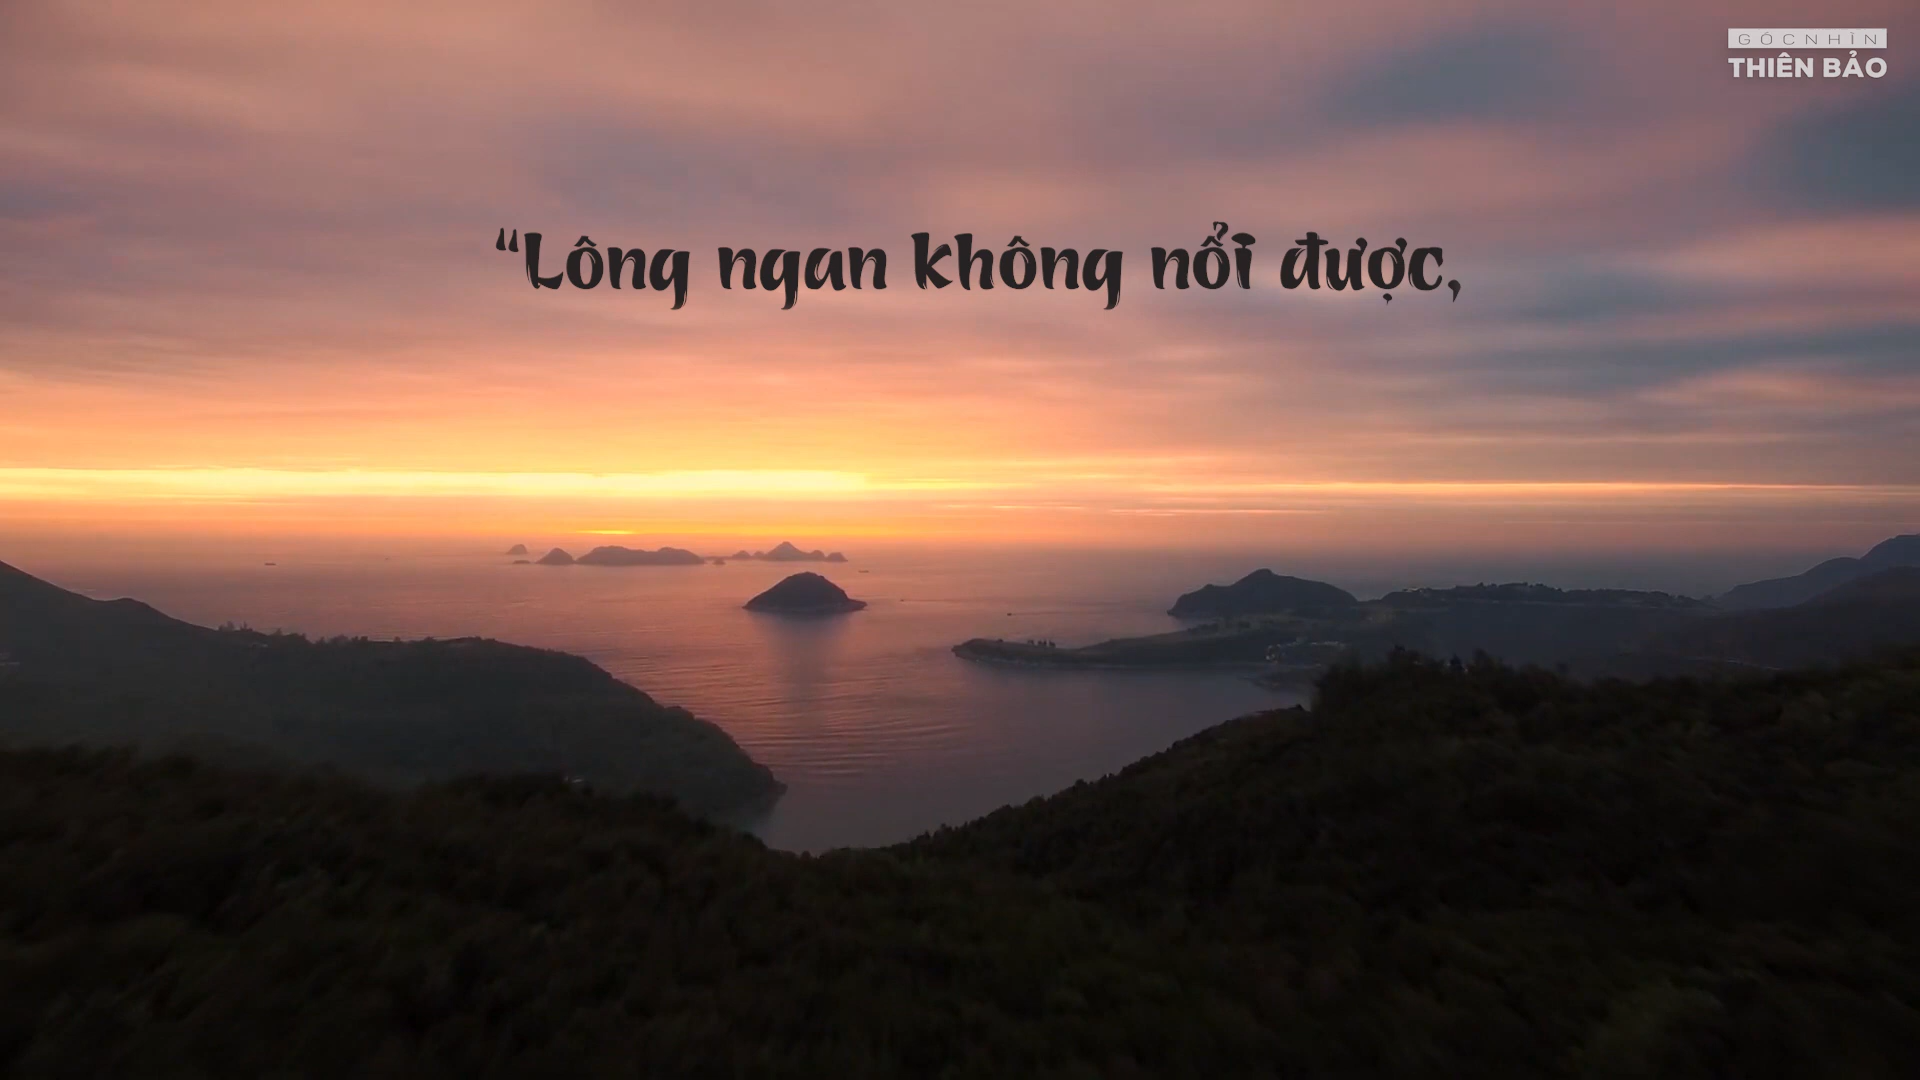 GÓC NHÌN
THIÊN BẢO
“Lông ngan không nổi được,